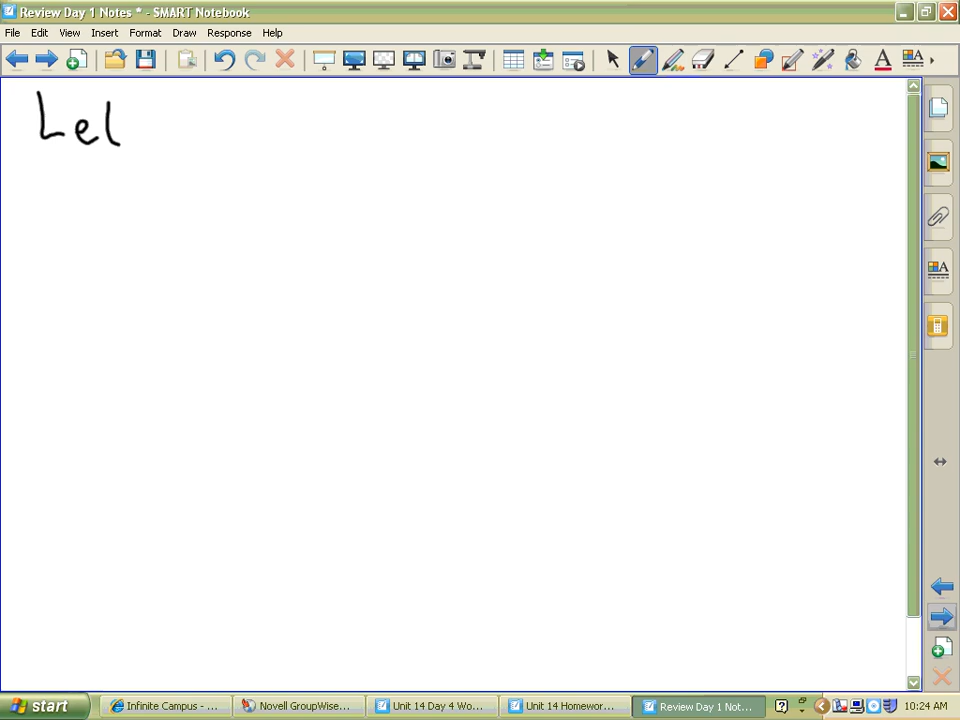 Review Day 1 Notes * - SMART Notebook
File Edit View Insert Format Draw Response Help
Lel
start Infinite Campus - ... Novell GroupWise... Unit 14 Day 4 Wo... Unit 14 Homewor... Review Day 1 Not... 10:24 AM